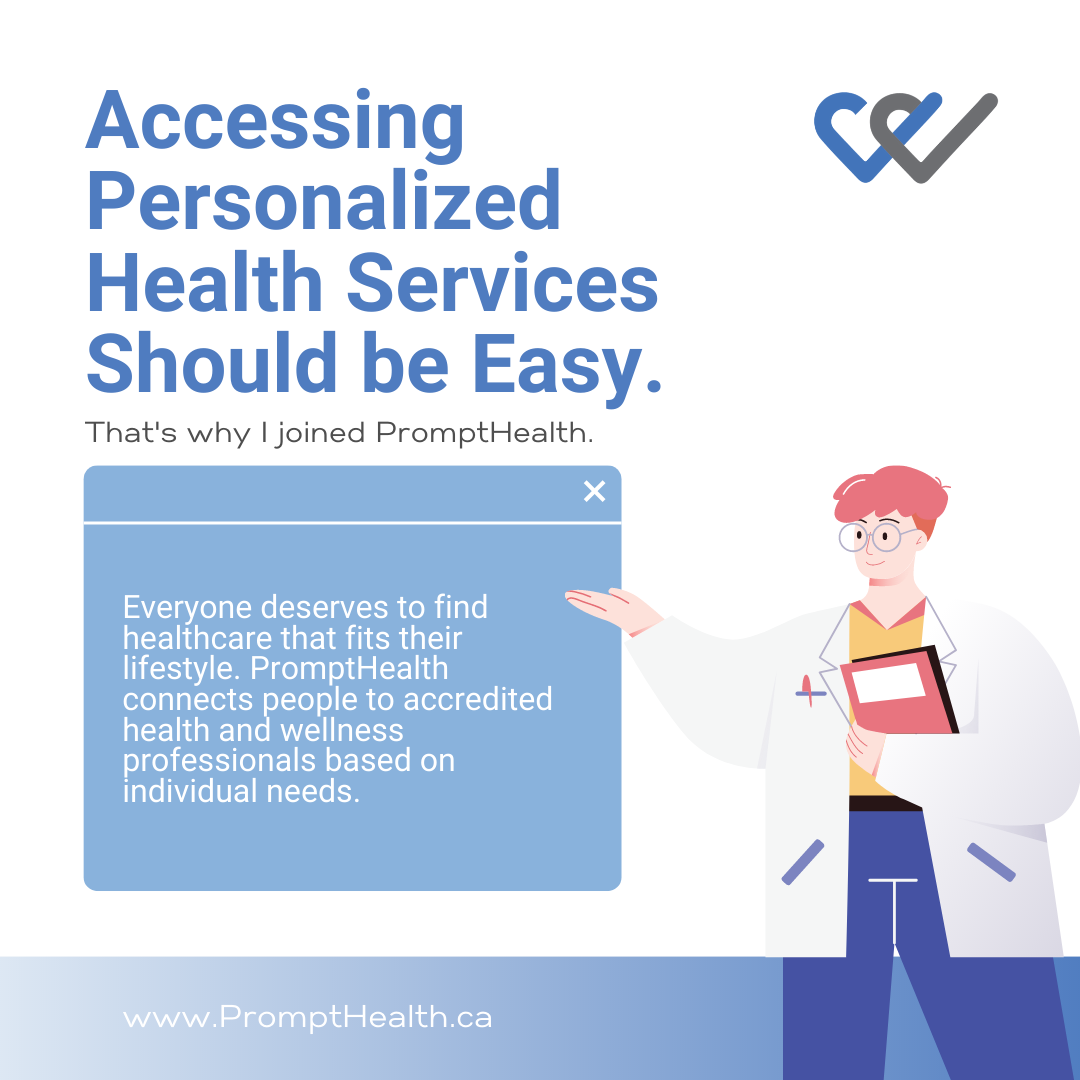 Accessing
Personalized
Health Services
Should be Easy.
That's why I joined PromptHealth.
Everyone deserves to find
healthcare that fits their
lifestyle. PromptHealth
connects people to accredited
health and wellness
professionals based on
individual needs.
www.PromptHealth.ca